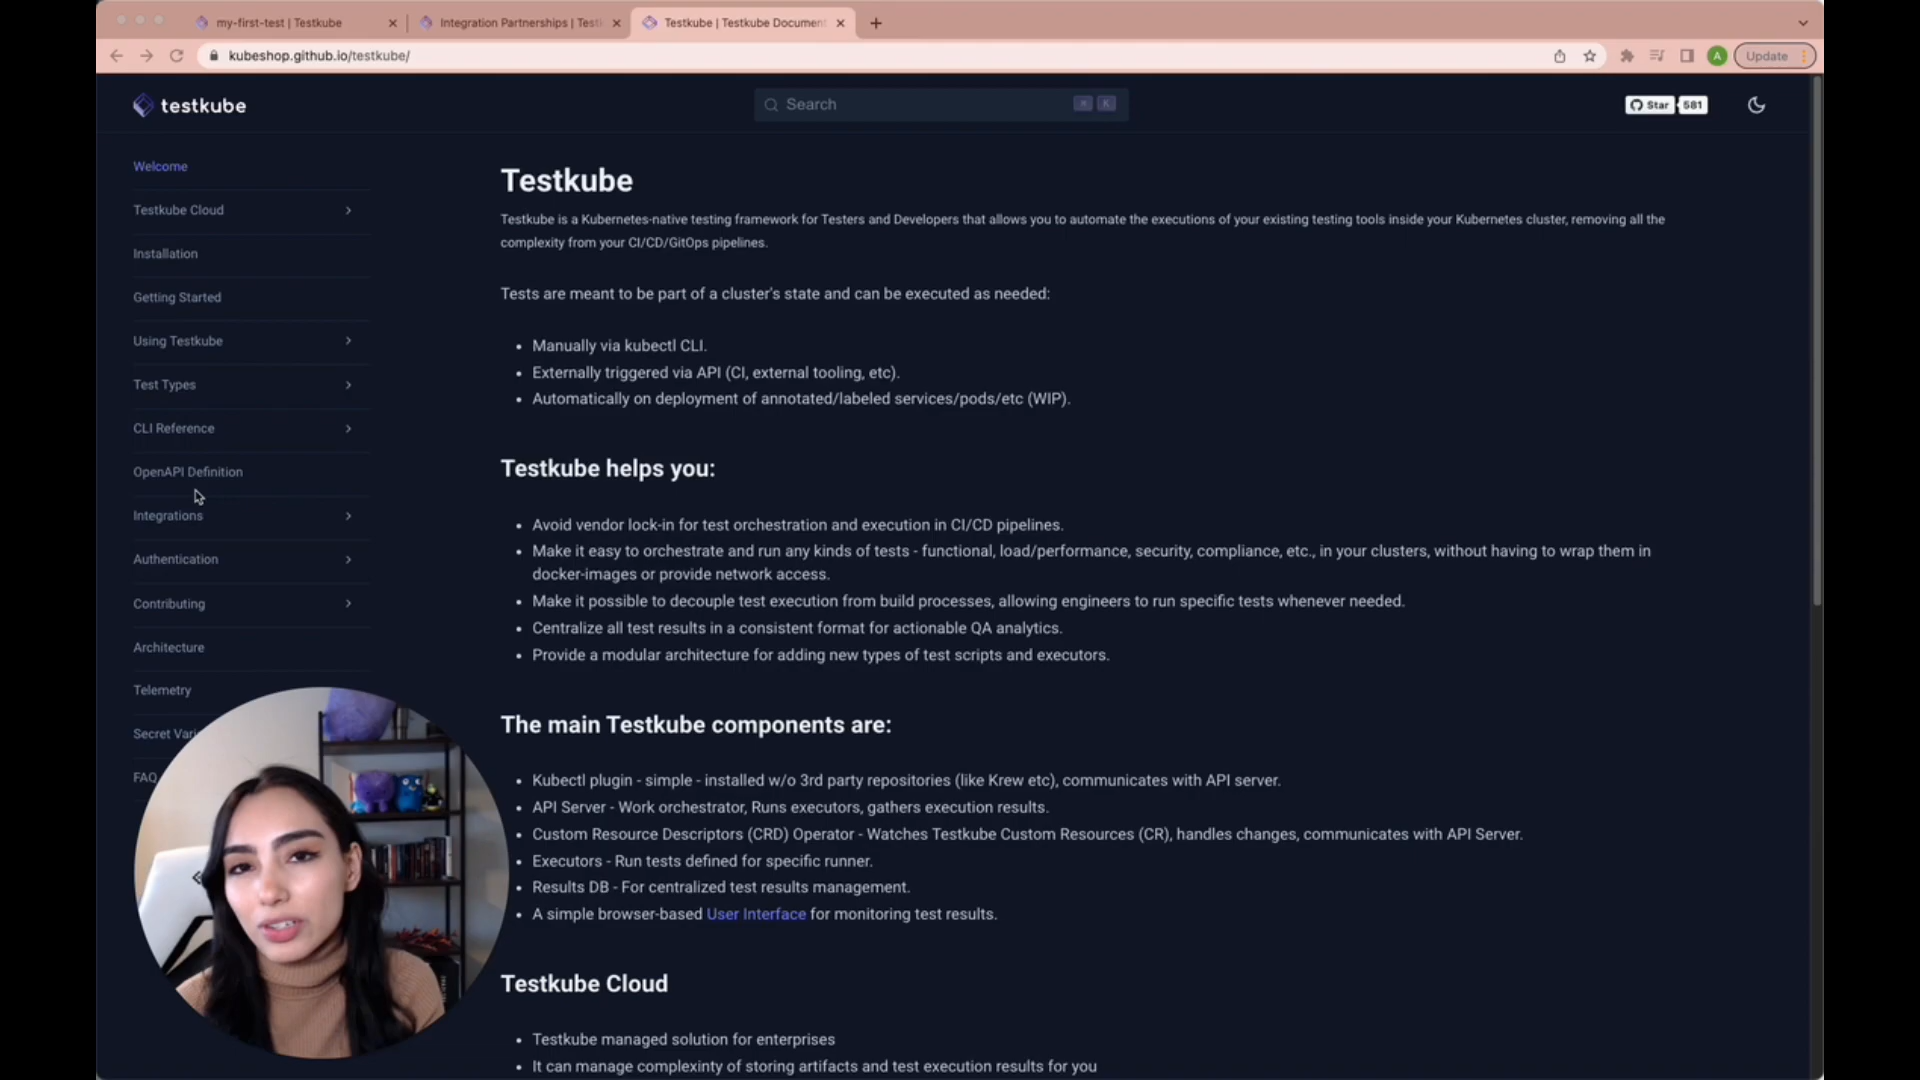 my-first-test | Testkube
Integration Partnerships | Testk
Testkube | Testkube Document
kubeshop.github.io/testkube/
A
Update
testkube
Search
K
Star
581
Welcome
Testkube Cloud
Installation
Getting Started
Using Testkube
Test Types
CLI Reference
OpenAPI Definition
Integrations
Authentication
Contributing
Architecture
Telemetry
Secret Vari
FAQ
Testkube
Testkube is a Kubernetes-native testing framework for Testers and Developers that allows you to automate the executions of your existing testing tools inside your Kubernetes cluster, removing all the
complexity from your CI/CD/GitOps pipelines.
Tests are meant to be part of a cluster's state and can be executed as needed:
• Manually via kubectl CLI.
• Externally triggered via API (CI, external tooling, etc).
• Automatically on deployment of annotated/labeled services/pods/etc (WIP).
Testkube helps you:
• Avoid vendor lock-in for test orchestration and execution in CI/CD pipelines.
• Make it easy to orchestrate and run any kinds of tests - functional, load/performance, security, compliance, etc., in your clusters, without having to wrap them in
docker-images or provide network access.
• Make it possible to decouple test execution from build processes, allowing engineers to run specific tests whenever needed.
• Centralize all test results in a consistent format for actionable QA analytics.
• Provide a modular architecture for adding new types of test scripts and executors.
The main Testkube components are:
• Kubectl plugin - simple - installed w/o 3rd party repositories (like Krew etc), communicates with API server.
• API Server - Work orchestrator, Runs executors, gathers execution results.
• Custom Resource Descriptors (CRD) Operator - Watches Testkube Custom Resources (CR), handles changes, communicates with API Server.
• Executors - Run tests defined for specific runner.
• Results DB - For centralized test results management.
• A simple browser-based User Interface for monitoring test results.
Testkube Cloud
• Testkube managed solution for enterprises
• It can manage complexinty of storing artifacts and test execution results for you